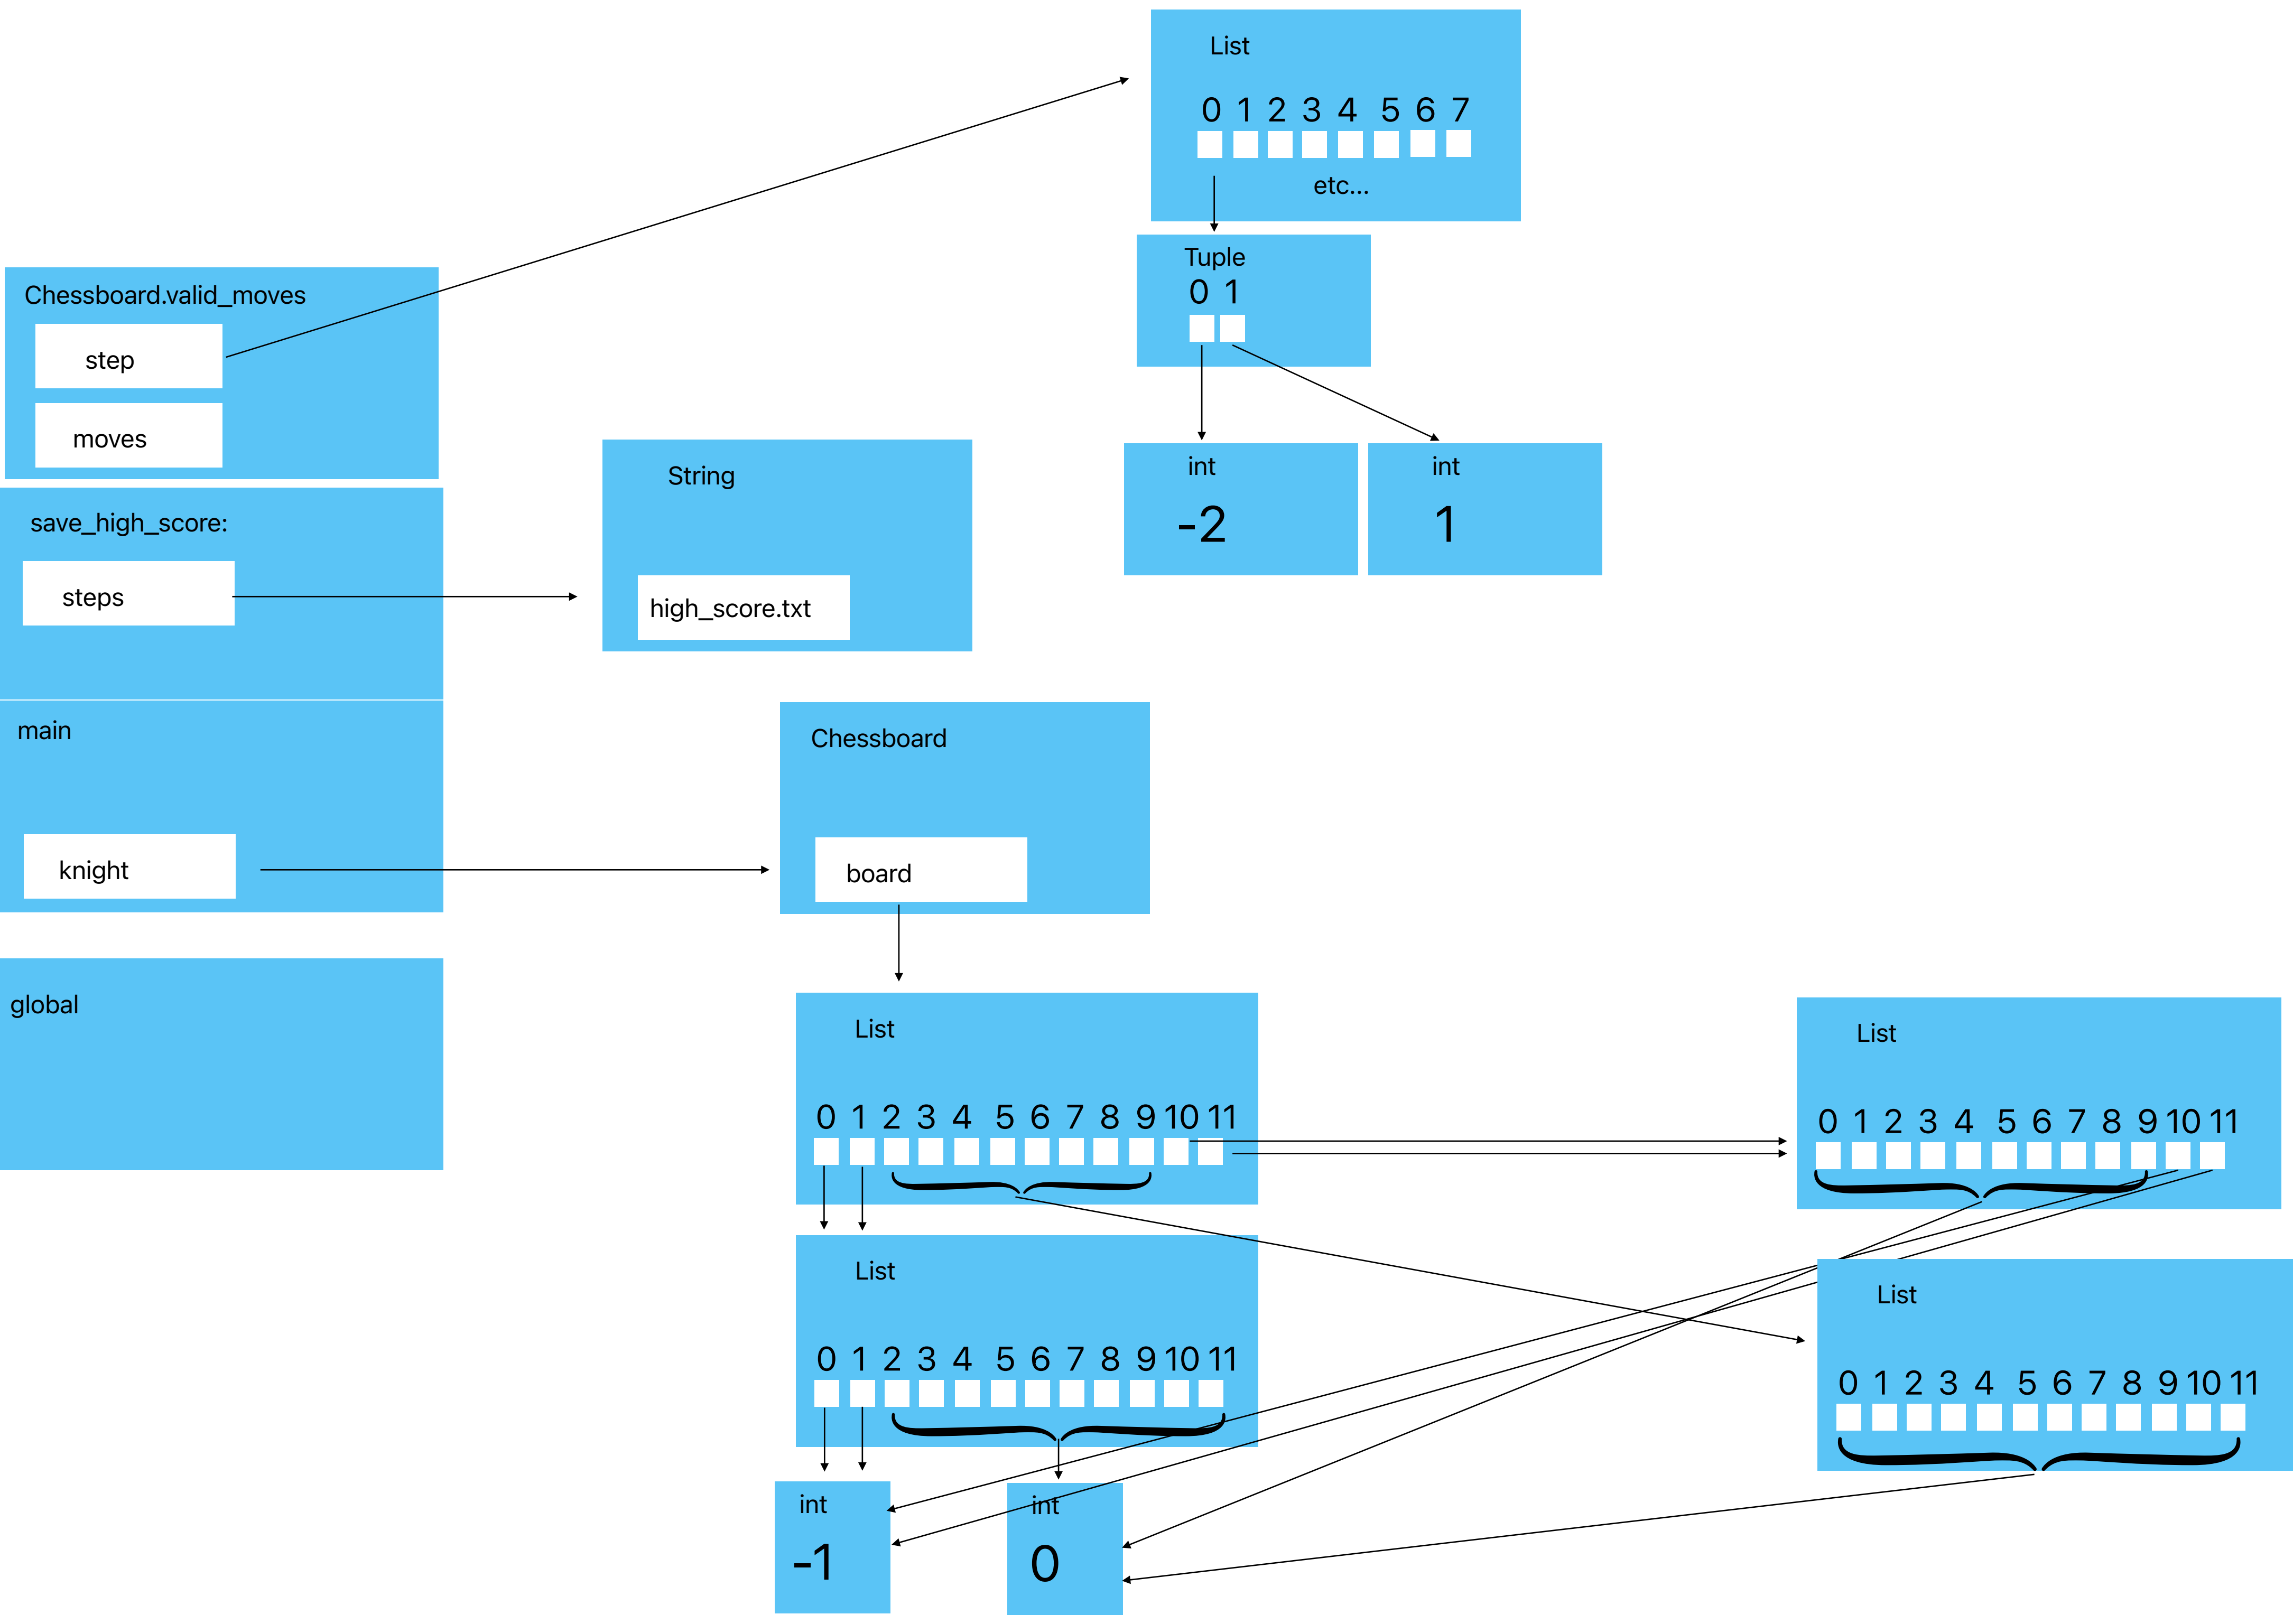 List
0 1 2 3 4 5 6 7
etc...
Tuple
0 1
Chessboard.valid_moves
step
moves
int
-2
int
1
String
high_score.txt
save_high_score:
steps
main
knight
Chessboard
board
global
List
0 1 2 3 4 5 6 7 8 9 10 11
List
0 1 2 3 4 5 6 7 8 9 10 11
List
0 1 2 3 4 5 6 7 8 9 10 11
List
0 1 2 3 4 5 6 7 8 9 10 11
int
-1
int
0